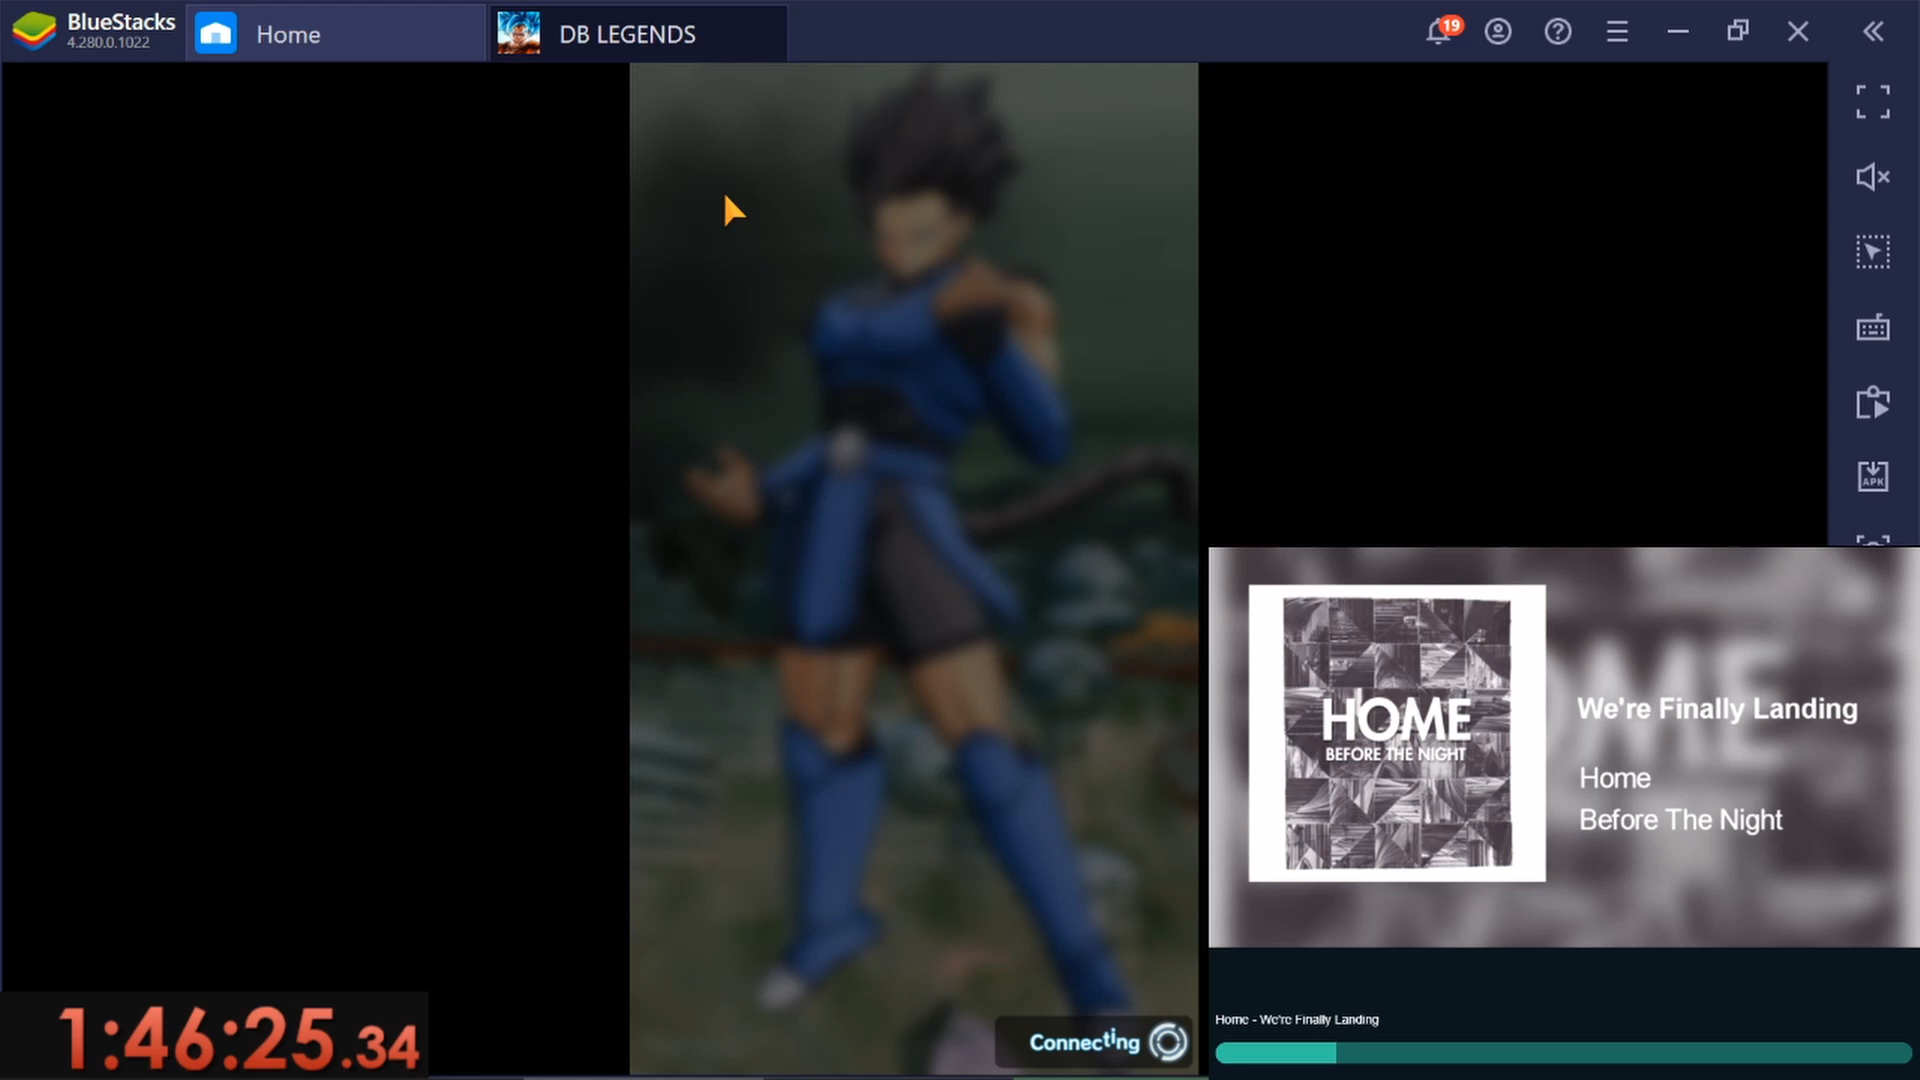 BlueStacks
4.280.0.1022
Home
DB LEGENDS
19
APK
HOME
BEFORE THE NIGHT
We're Finally Landing
Home
Before The Night
Connecting
Home - We're Finally Landing
1:46:25.34